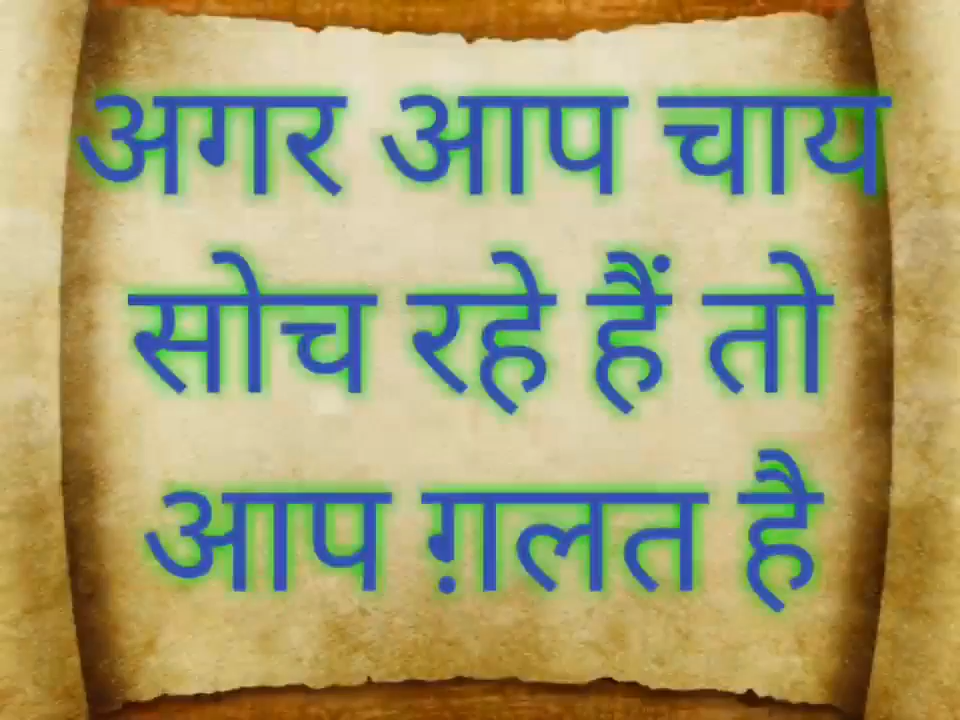 अगर आप चाय
सोच रहे हैं तो
आप ग़लत है